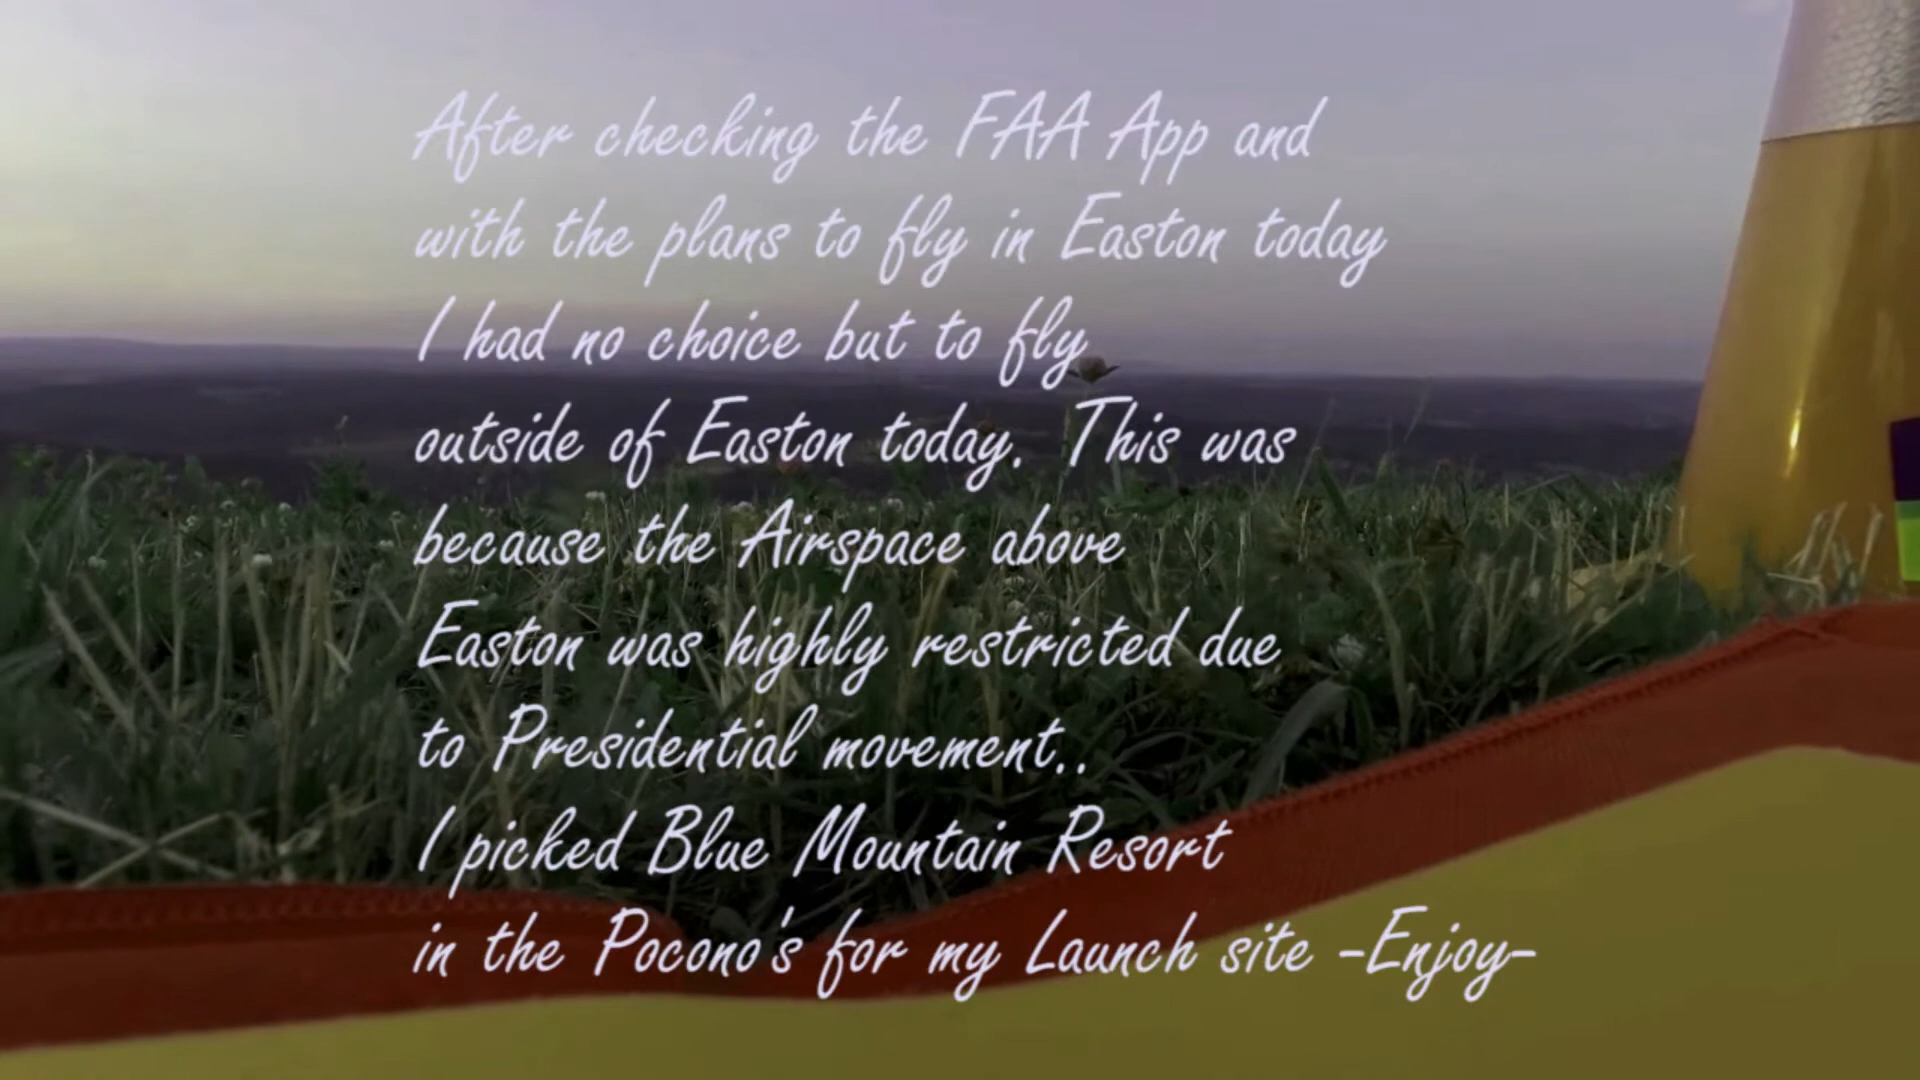 After checking the FAA App and
with the plans to fly in Easton today
I had no choice but to fly
outside of Easton today. This was
because the Airspace above
Easton was highly restricted due
to Presidential movement..
I picked Blue Mountain Resort
in the Pocono's for my Launch site -Enjoy-